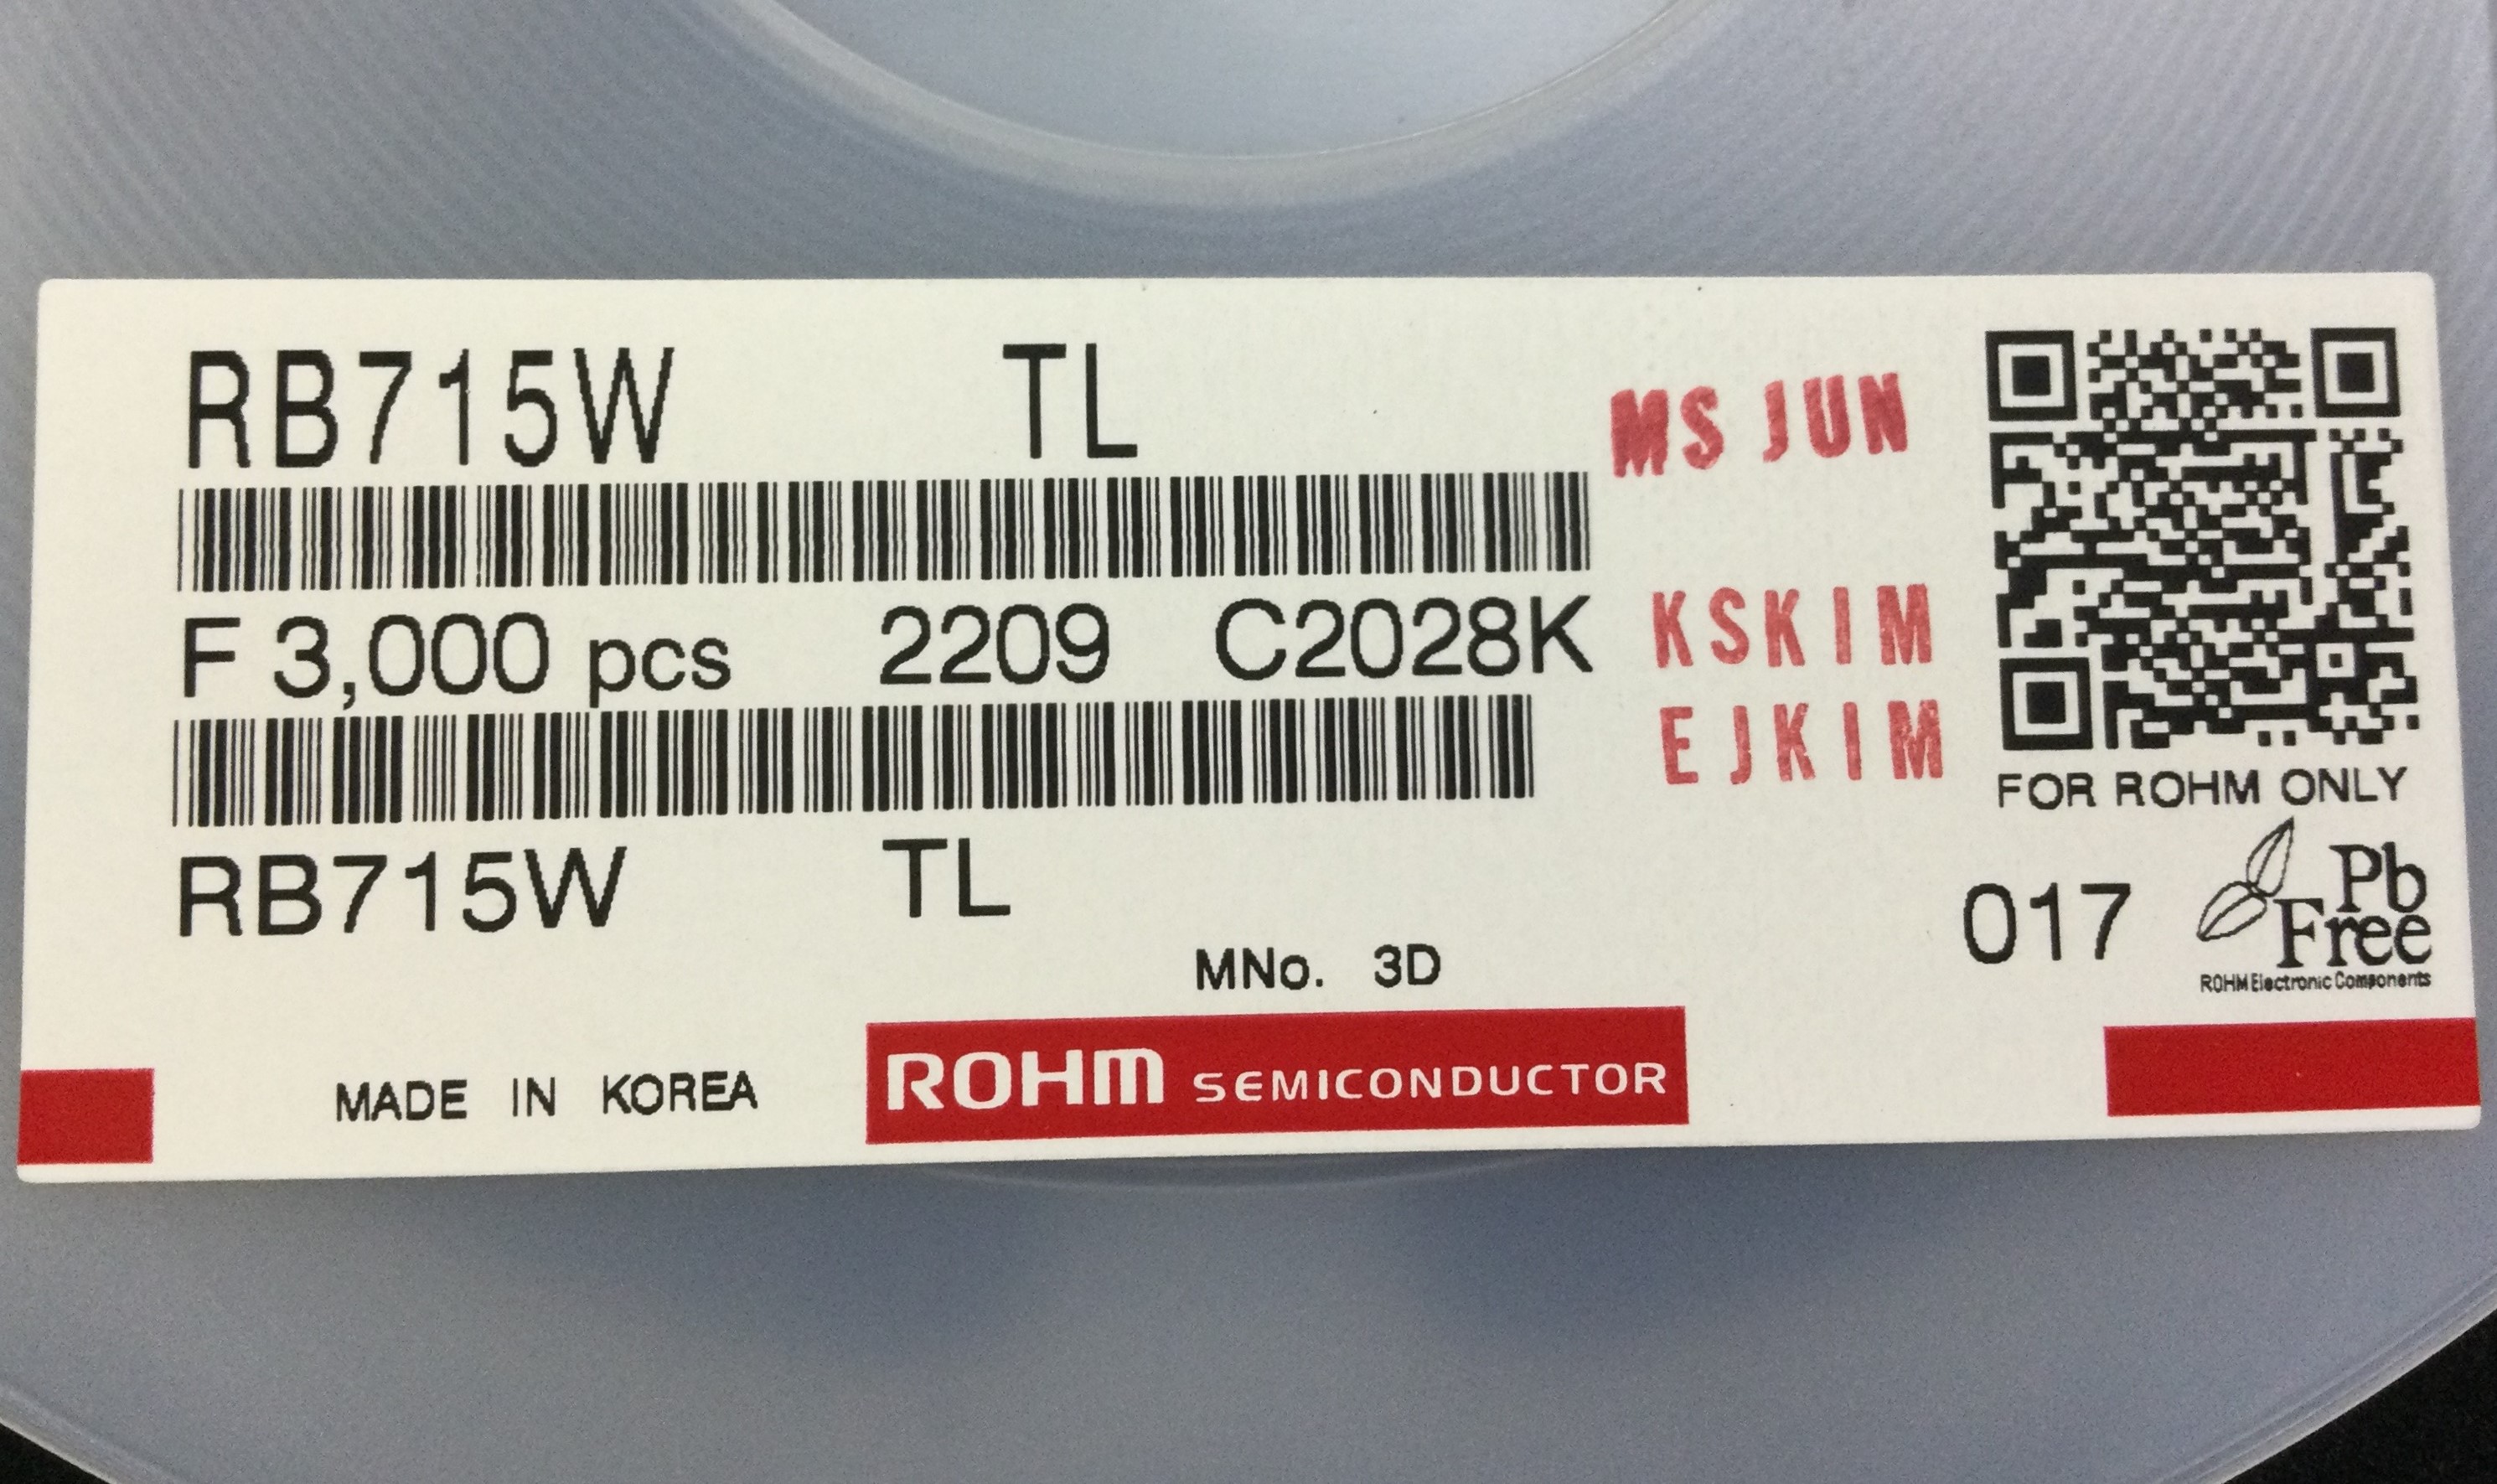 RB715W TL
MS JUN
F 3,000 pcs 2209 C2028K
KSKIM
EJKIM
FOR ROHM ONLY
RB715W TL
017
Pb
Free
ROHM Electronic Components
MNo. 3D
MADE IN KOREA
ROHM SEMICONDUCTOR